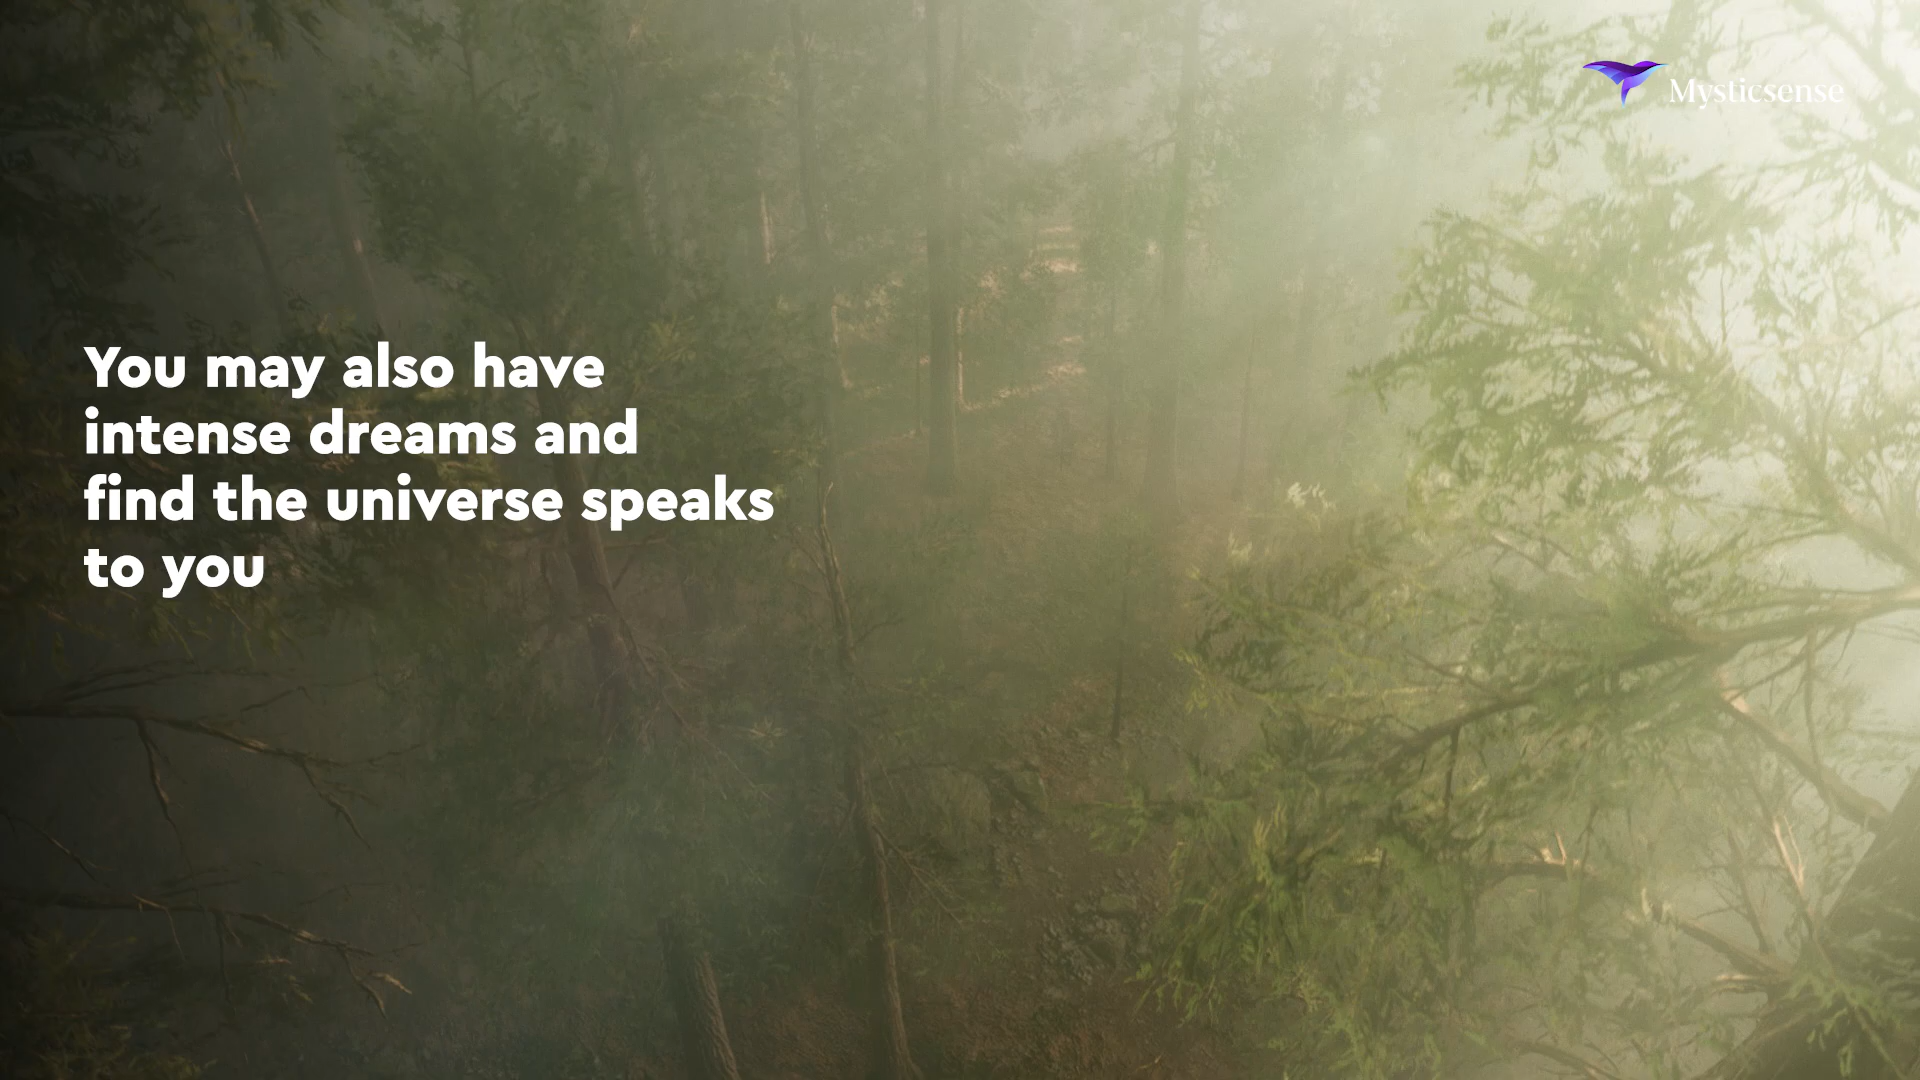 Mysticsense
You may also have
intense dreams and
find the universe speaks
to you